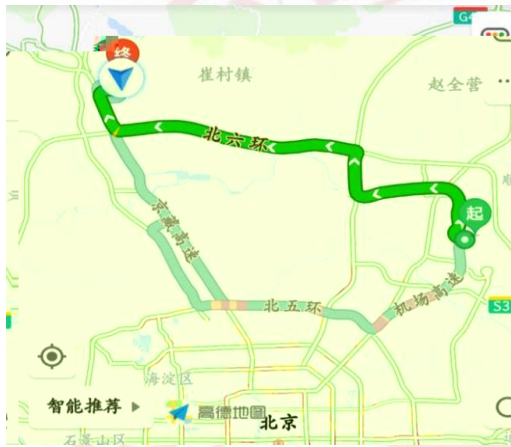 G4
终
崔村镇
赵全营
北六环
起
京藏高速
机场高速
S3
北五环
海淀区
智能推荐
高德地图
北京
石景山区